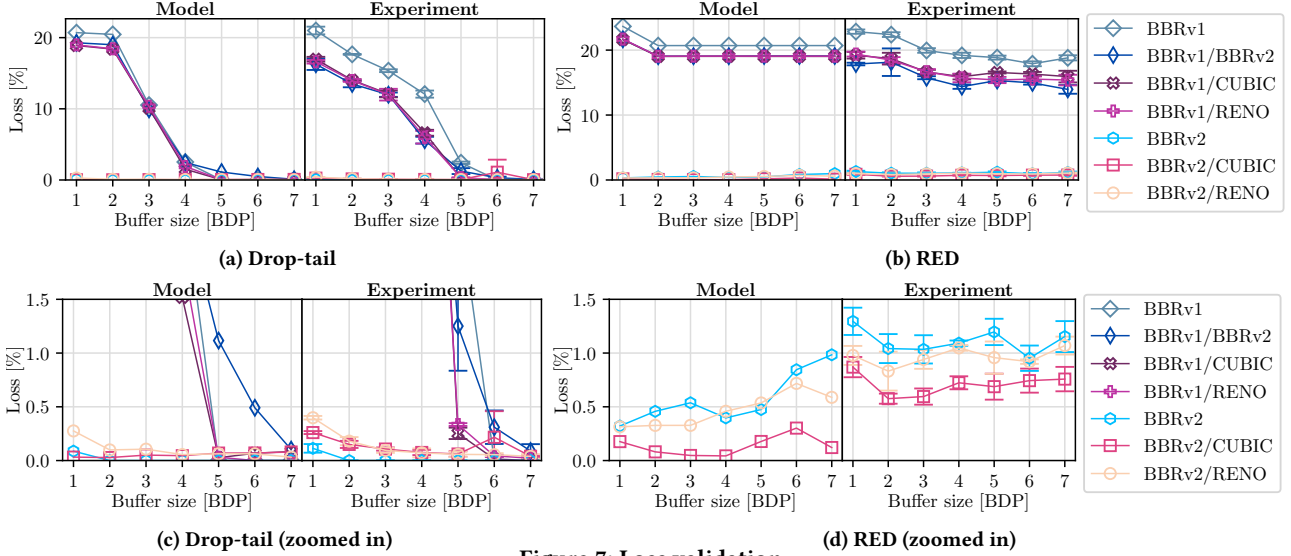 Model Experiment Model Experiment
20
10
0
Loss [%]
1 2 3 4 5 6 7 1 2 3 4 5 6 7
Buffer size [BDP] Buffer size [BDP]
(a) Drop-tail
20
10
0
Loss [%]
1 2 3 4 5 6 7 1 2 3 4 5 6 7
Buffer size [BDP] Buffer size [BDP]
(b) RED
BBRv1
BBRv1/BBRv2
BBRv1/CUBIC
BBRv1/RENO
BBRv2
BBRv2/CUBIC
BBRv2/RENO
Model Experiment Model Experiment
1.5
1.0
0.5
0.0
Loss [%]
1 2 3 4 5 6 7 1 2 3 4 5 6 7
Buffer size [BDP] Buffer size [BDP]
(c) Drop-tail (zoomed in)
1.5
1.0
0.5
0.0
Loss [%]
1 2 3 4 5 6 7 1 2 3 4 5 6 7
Buffer size [BDP] Buffer size [BDP]
(d) RED (zoomed in)
BBRv1
BBRv1/BBRv2
BBRv1/CUBIC
BBRv1/RENO
BBRv2
BBRv2/CUBIC
BBRv2/RENO
Figure 7: Loss validation